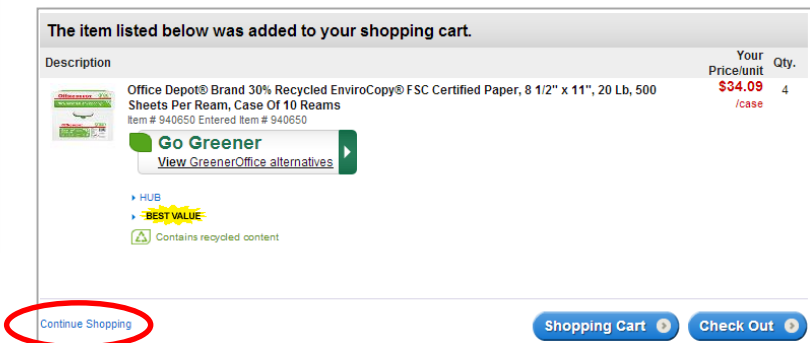 The item listed below was added to your shopping cart.
Description Your Price/unit Qty.
Office Depot® Brand 30% Recycled EnviroCopy® FSC Certified Paper, 8 1/2" x 11", 20 Lb, 500 $34.09 4
Sheets Per Ream, Case Of 10 Reams /case
Item # 940650 Entered Item # 940650
Go Greener
View GreenerOffice alternatives
HUB
BEST VALUE
Contains recycled content
Continue Shopping Shopping Cart Check Out